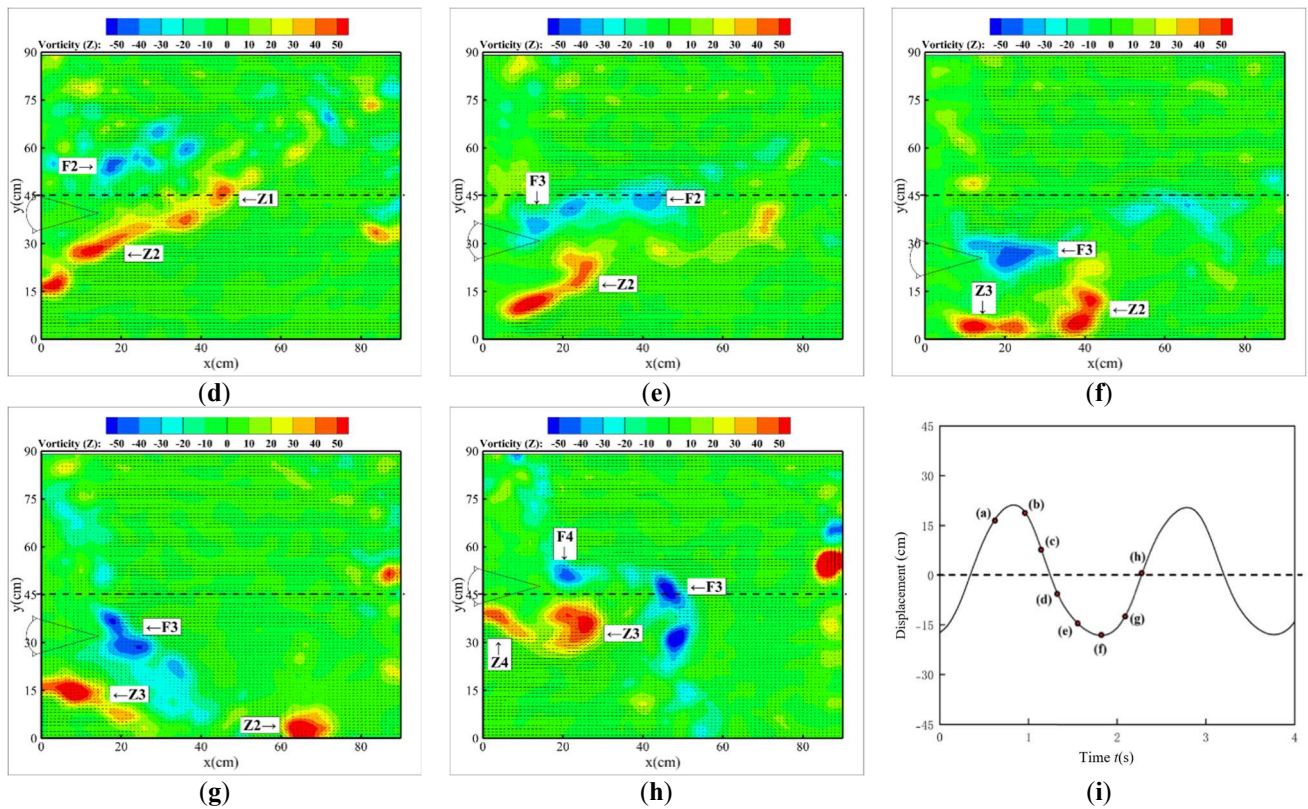 Vorticity (Z): -50 -40 -30 -20 -10 0 10 20 30 40 50
90
75
60
45
30
15
0
y(cm)
F2→
←Z1
←Z2
0 20 40 60 80
x(cm)
(d)
Vorticity (Z): -50 -40 -30 -20 -10 0 10 20 30 40 50
90
75
60
45
30
15
0
y(cm)
F3
↓
←F2
←Z2
0 20 40 60 80
x(cm)
(e)
Vorticity (Z): -50 -40 -30 -20 -10 0 10 20 30 40 50
90
75
60
45
30
15
0
y(cm)
←F3
Z3
↓
←Z2
0 20 40 60 80
x(cm)
(f)
Vorticity (Z): -50 -40 -30 -20 -10 0 10 20 30 40 50
90
75
60
45
30
15
0
y(cm)
←F3
←Z3
Z2→
0 20 40 60 80
x(cm)
(g)
Vorticity (Z): -50 -40 -30 -20 -10 0 10 20 30 40 50
90
75
60
45
30
15
0
y(cm)
F4
↓
←F3
←Z3
↑
Z4
0 20 40 60 80
x(cm)
(h)
45
30
15
0
-15
-30
-45
Displacement (cm)
(a)
(b)
(c)
(d)
(e)
(f)
(g)
(h)
0 1 2 3 4
Time t(s)
(i)